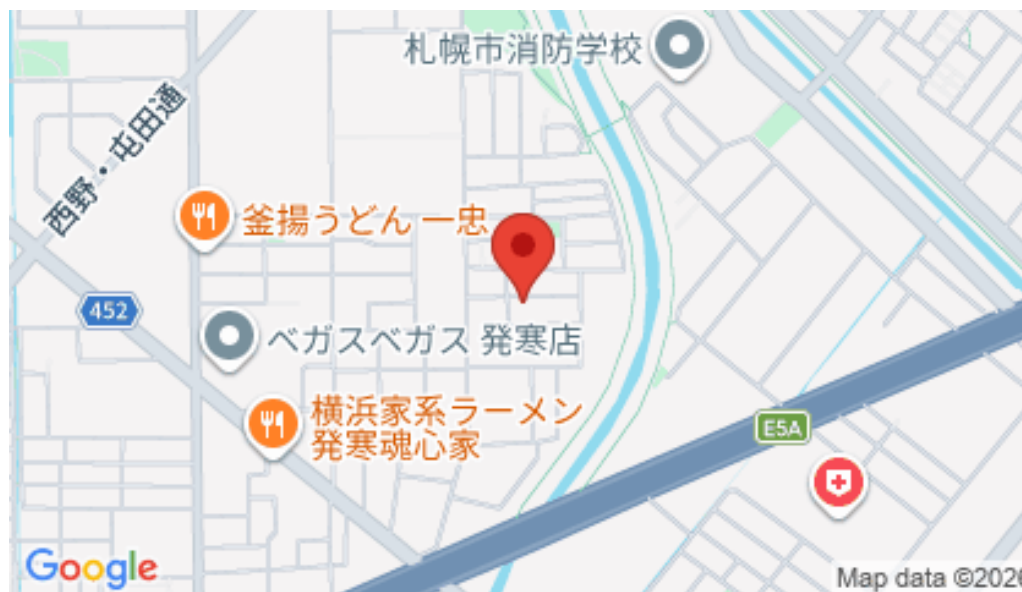 札幌市消防学校
西野・屯田通
釜揚うどん 一忠
452
ベガスベガス 発寒店
横浜家系ラーメン
発寒魂心家
E5A
Google
Map data ©2026